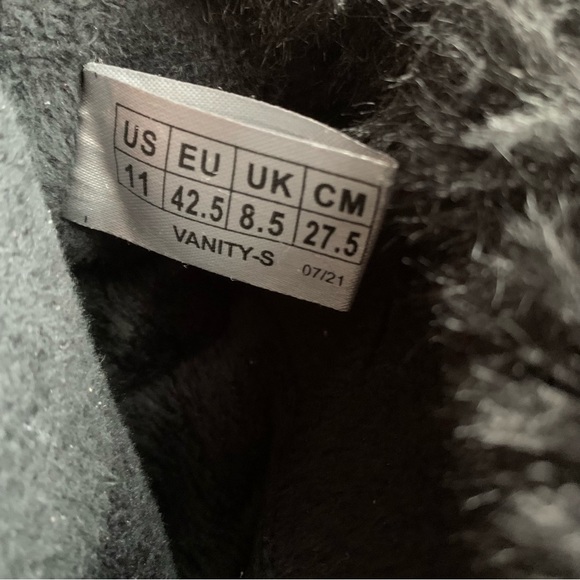 US EU UK CM
11 42.5 8.5 27.5
VANITY-S 07/21